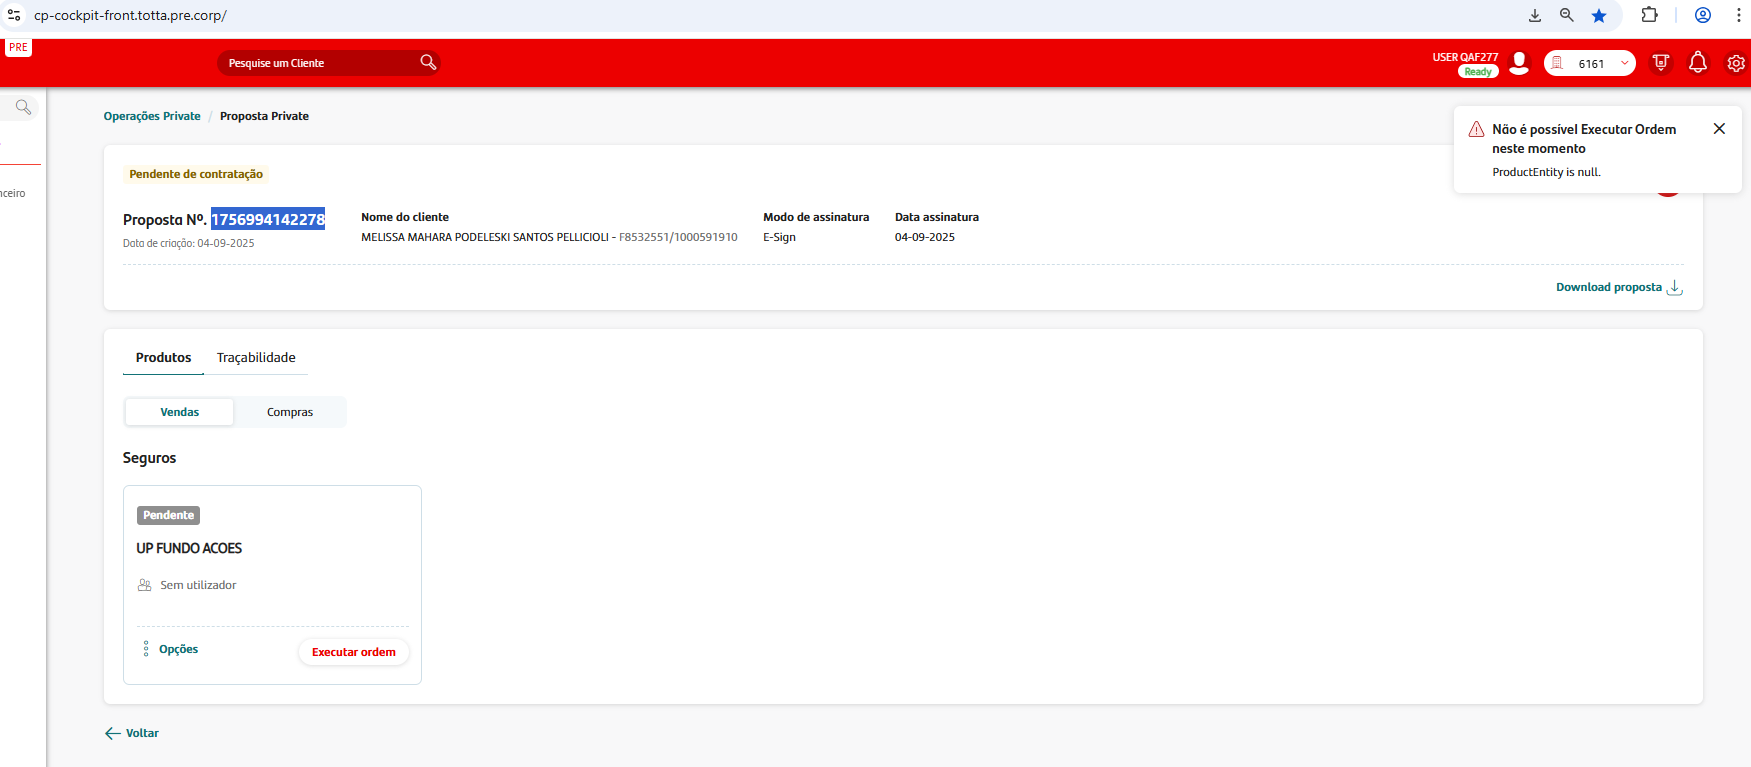 cp-cockpit-front.totta.pre.corp/
PRE
Pesquise um Cliente
USER QAF277
Ready
6161
Operações Private / Proposta Private
Não é possível Executar Ordem
neste momento
ProductEntity is null.
Pendente de contratação
Proposta Nº. 1756994142278
Data de criação: 04-09-2025
Nome do cliente
MELISSA MAHARA PODELESKI SANTOS PELLICIOLI - F8532551/1000591910
Modo de assinatura
E-Sign
Data assinatura
04-09-2025
Download proposta
nceiro
Produtos
Traçabilidade
Vendas
Compras
Seguros
Pendente
UP FUNDO ACOES
Sem utilizador
Opções
Executar ordem
Voltar